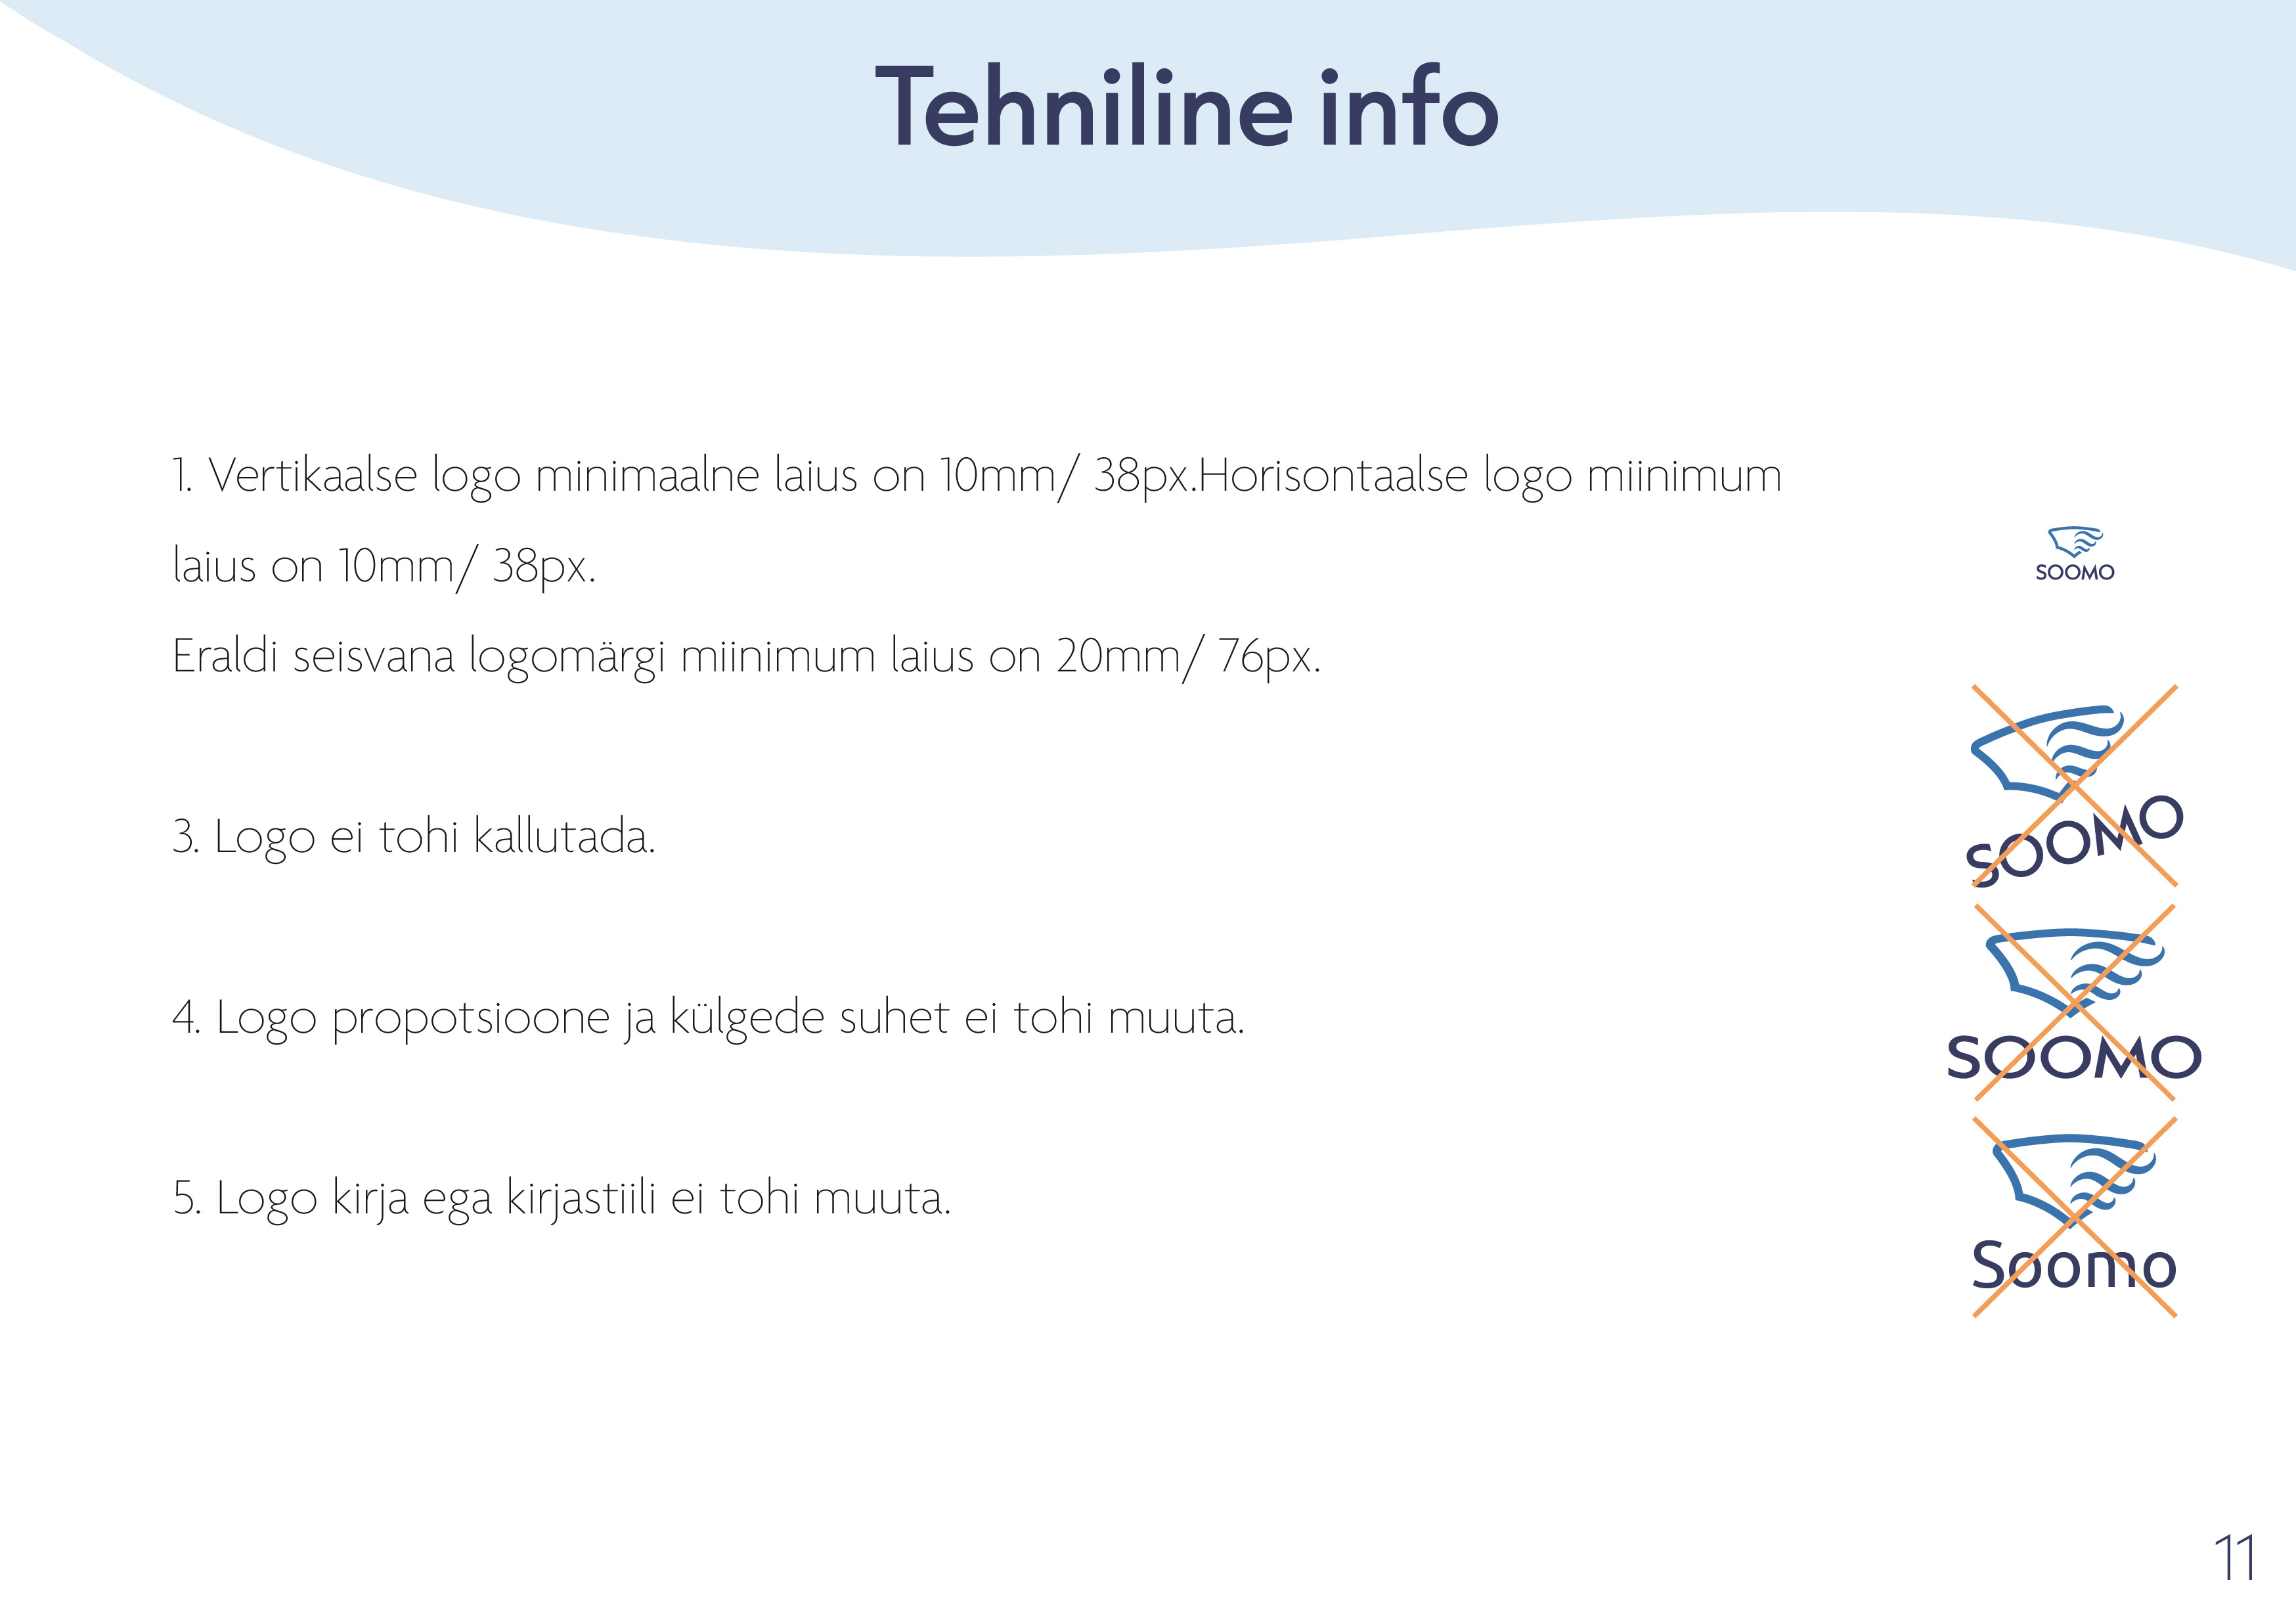 Tehniline info
1. Vertikaalse logo minimaalne laius on 10mm/ 38px.Horisontaalse logo miinimum
laius on 10mm/ 38px.
Eraldi seisvana logomärgi miinimum laius on 20mm/ 76px.
SOOMO
3. Logo ei tohi kallutada.
SOOMO
4. Logo propotsioone ja külgede suhet ei tohi muuta.
SOOMO
5. Logo kirja ega kirjastiili ei tohi muuta.
Soomo
11